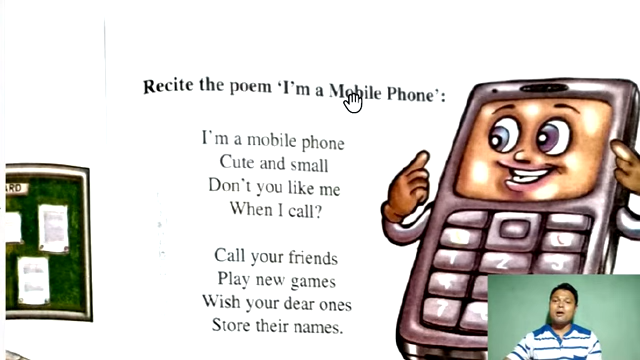 Recite the poem ‘I’m a Mobile Phone’:
I’m a mobile phone
Cute and small
Don’t you like me
When I call?
Call your friends
Play new games
Wish your dear ones
Store their names.